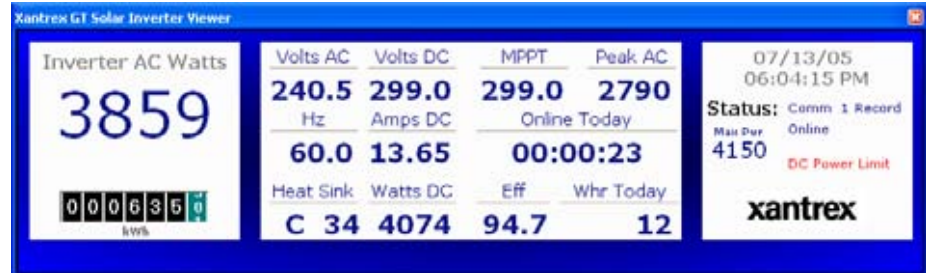 Xantrex GT Solar Inverter Viewer
Inverter AC Watts
3859
000635
kWh
Volts AC Volts DC MPPT Peak AC
240.5 299.0 299.0 2790
Hz Amps DC Online Today
60.0 13.65 00:00:23
Heat Sink Watts DC Eff Whr Today
C 34 4074 94.7 12
07/13/05
06:04:15 PM
Status: Comm 1 Record
Online
Max Pwr
4150
DC Power Limit
xantrex